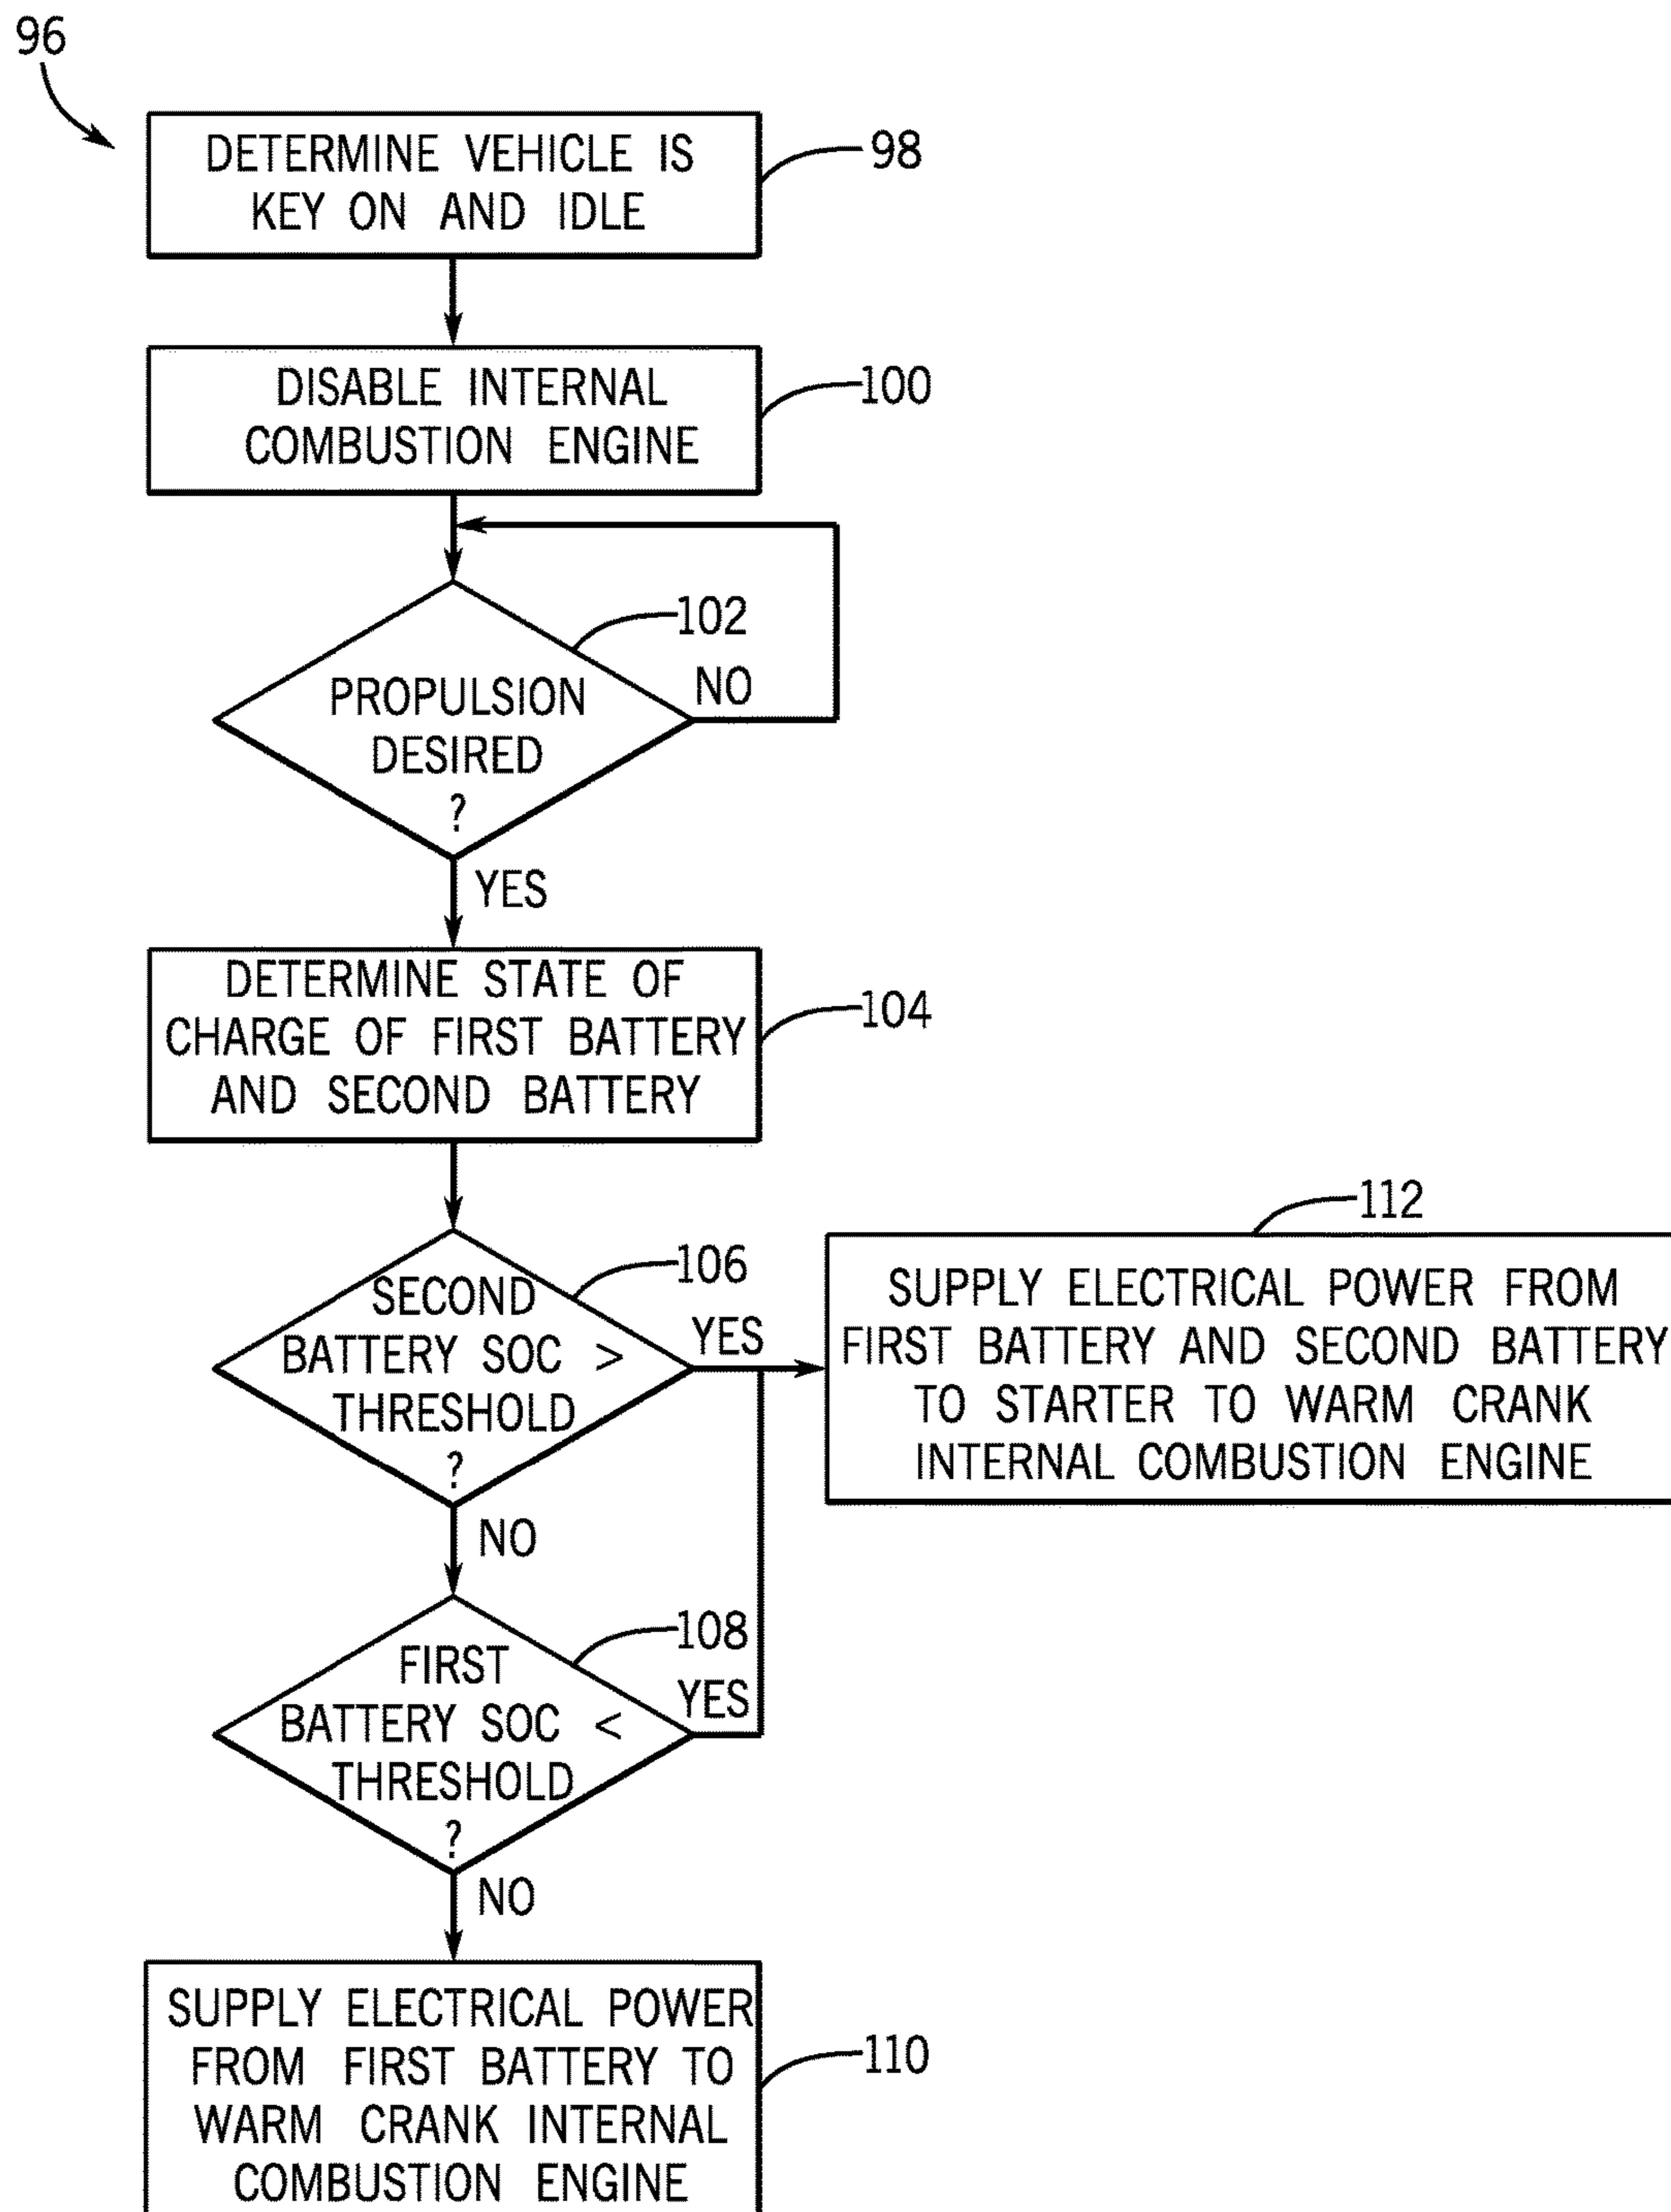 96
DETERMINE VEHICLE IS
KEY ON AND IDLE
98
DISABLE INTERNAL
COMBUSTION ENGINE
100
102
NO
PROPULSION
DESIRED
?
YES
DETERMINE STATE OF
CHARGE OF FIRST BATTERY
AND SECOND BATTERY
104
106
SECOND
BATTERY SOC >
THRESHOLD
?
YES
112
SUPPLY ELECTRICAL POWER FROM
FIRST BATTERY AND SECOND BATTERY
TO STARTER TO WARM CRANK
INTERNAL COMBUSTION ENGINE
NO
108
FIRST
BATTERY SOC <
THRESHOLD
?
YES
NO
SUPPLY ELECTRICAL POWER
FROM FIRST BATTERY TO
WARM CRANK INTERNAL
COMBUSTION ENGINE
110